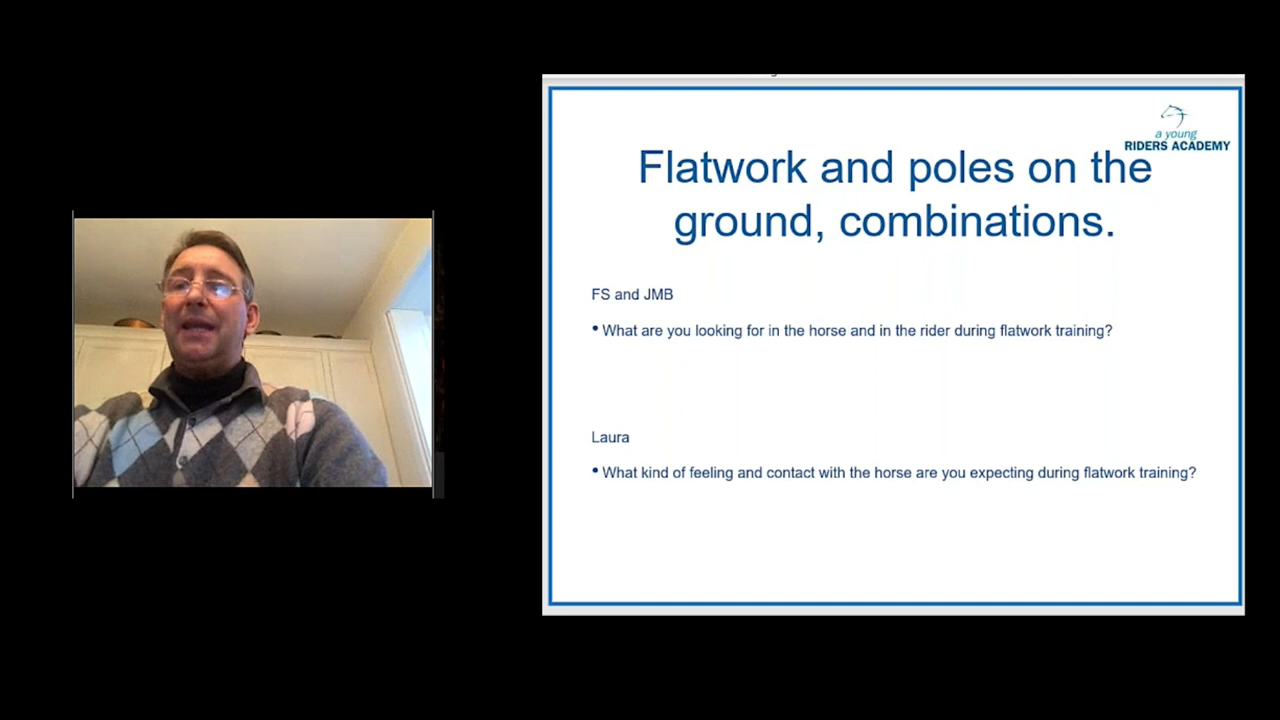 a young
RIDERS ACADEMY
Flatwork and poles on the
ground, combinations.
FS and JMB
• What are you looking for in the horse and in the rider during flatwork training?
Laura
• What kind of feeling and contact with the horse are you expecting during flatwork training?